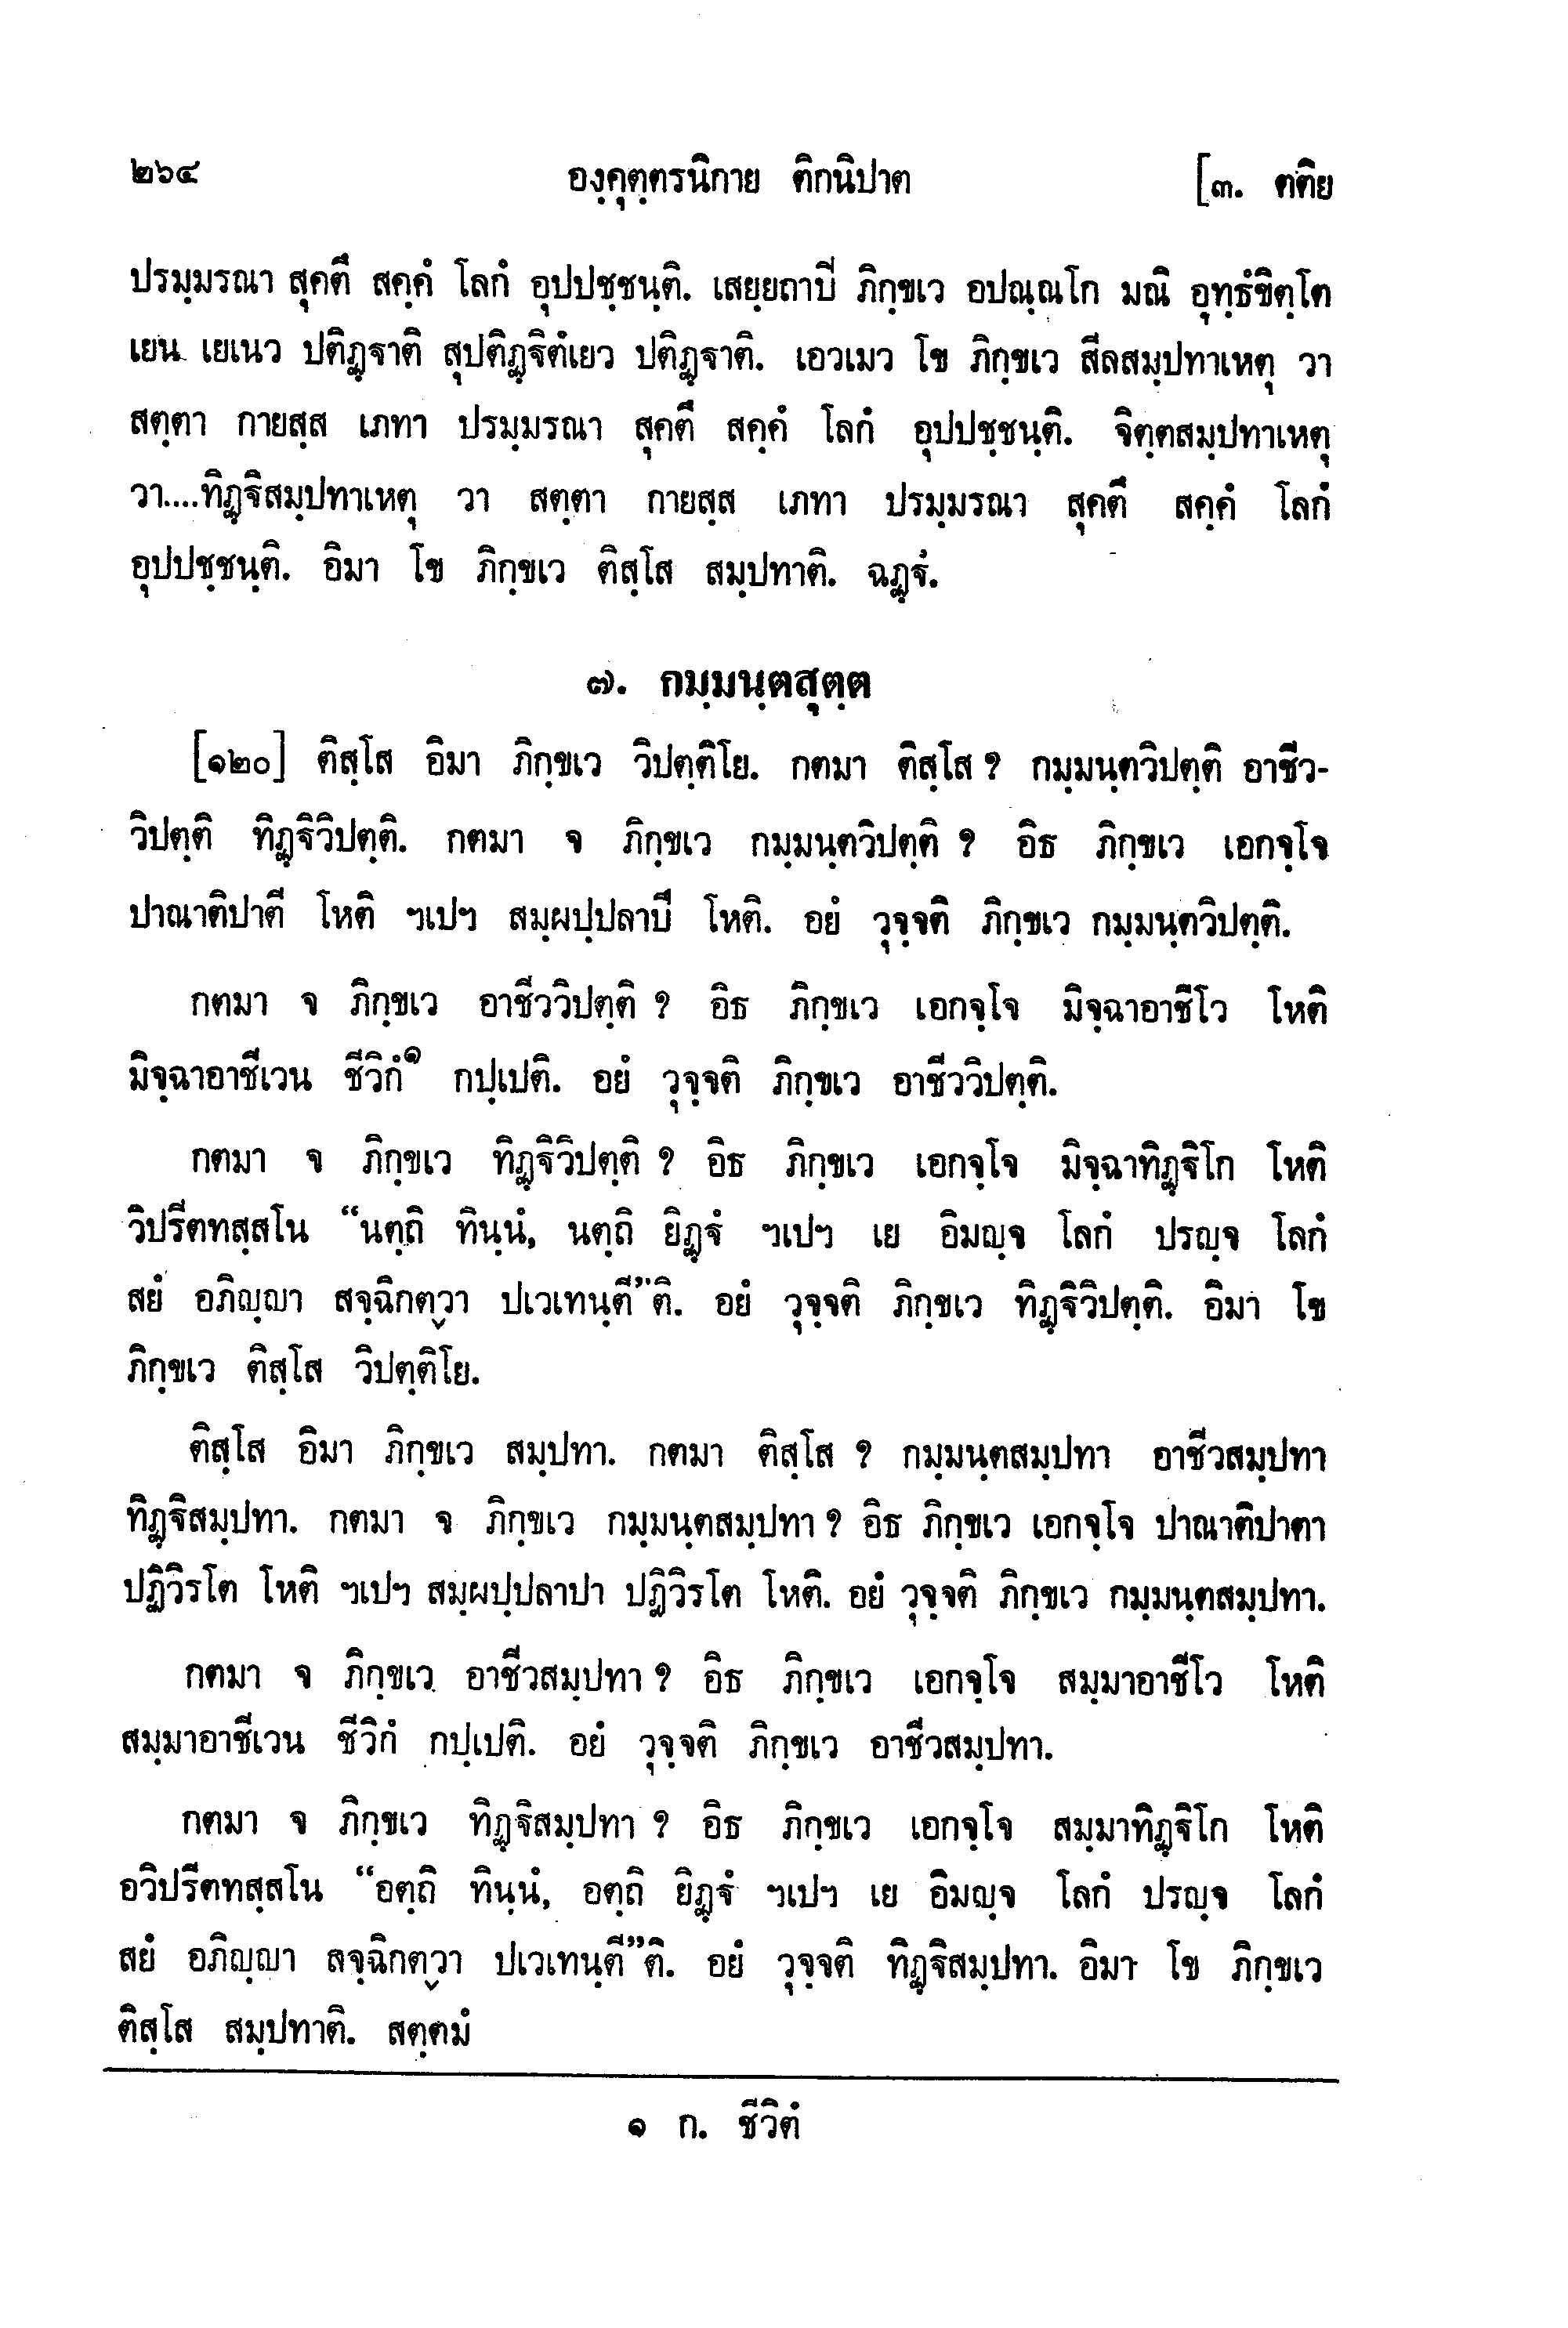 ๒๖๔ องฺคุตฺตรนิกาย ติกนิปาต [๓. ตติย
ปรมฺมรณา สุคตึ สคฺคํ โลกํ อุปปชฺชนฺติ. เสยฺยถาปี ภิกฺขเว อปณฺณโก มณิ อุทฺธํขิตฺโต
เยน เยเนว ปติฏฺฐาติ สุปติฏฺฐิตํเยว ปติฏฺฐาติ. เอวเมว โข ภิกฺขเว สีลสมฺปทาเหตุ วา
สตฺตา กายสฺส เภทา ปรมฺมรณา สุคตึ สคฺคํ โลกํ อุปปชฺชนฺติ. จิตฺตสมฺปทาเหตุ
วา....ทิฏฺฐิสมฺปทาเหตุ วา สตฺตา กายสฺส เภทา ปรมฺมรณา สุคตึ สคฺคํ โลกํ
อุปปชฺชนฺติ. อิมา โข ภิกฺขเว ติสฺโส สมฺปทาติ. ฉฏฺฐํ.
๗. กมฺมนฺตสุตฺต
[๑๒๐] ติสฺโส อิมา ภิกฺขเว วิปตฺติโย. กตมา ติสฺโส ? กมฺมนฺตวิปตฺติ อาชีว-
วิปตฺติ ทิฏฺฐิวิปตฺติ. กตมา จ ภิกฺขเว กมฺมนฺตวิปตฺติ ? อิธ ภิกฺขเว เอกจฺโจ
ปาณาติปาตี โหติ ฯเปฯ สมฺผปฺปลาปี โหติ. อยํ วุจฺจติ ภิกฺขเว กมฺมนฺตวิปตฺติ.
กตมา จ ภิกฺขเว อาชีววิปตฺติ ? อิธ ภิกฺขเว เอกจฺโจ มิจฺฉาอาชีโว โหติ
มิจฺฉาอาชีเวน ชีวิกํ๑ กปฺเปติ. อยํ วุจฺจติ ภิกฺขเว อาชีววิปตฺติ.
กตมา จ ภิกฺขเว ทิฏฺฐิวิปตฺติ ? อิธ ภิกฺขเว เอกจฺโจ มิจฺฉาทิฏฺฐิโก โหติ
วิปรีตทสฺสโน “นตฺถิ ทินฺนํ, นตฺถิ ยิฏฺฐํ ฯเปฯ เย อิมญฺจ โลกํ ปรญฺจ โลกํ
สยํ อภิญฺญา สจฺฉิกตฺวา ปเวเทนฺตี”ติ. อยํ วุจฺจติ ภิกฺขเว ทิฏฺฐิวิปตฺติ. อิมา โข
ภิกฺขเว ติสฺโส วิปตฺติโย.
ติสฺโส อิมา ภิกฺขเว สมฺปทา. กตมา ติสฺโส ? กมฺมนฺตสมฺปทา อาชีวสมฺปทา
ทิฏฺฐิสมฺปทา. กตมา จ ภิกฺขเว กมฺมนฺตสมฺปทา ? อิธ ภิกฺขเว เอกจฺโจ ปาณาติปาตา
ปฏิวิรโต โหติ ฯเปฯ สมฺผปฺปลาปา ปฏิวิรโต โหติ. อยํ วุจฺจติ ภิกฺขเว กมฺมนฺตสมฺปทา.
กตมา จ ภิกฺขเว อาชีวสมฺปทา ? อิธ ภิกฺขเว เอกจฺโจ สมฺมาอาชีโว โหติ
สมฺมาอาชีเวน ชีวิกํ กปฺเปติ. อยํ วุจฺจติ ภิกฺขเว อาชีวสมฺปทา.
กตมา จ ภิกฺขเว ทิฏฺฐิสมฺปทา ? อิธ ภิกฺขเว เอกจฺโจ สมฺมาทิฏฺฐิโก โหติ
อวิปรีตทสฺสโน “อตฺถิ ทินฺนํ, อตฺถิ ยิฏฺฐํ ฯเปฯ เย อิมญฺจ โลกํ ปรญฺจ โลกํ
สยํ อภิญฺญา สจฺฉิกตฺวา ปเวเทนฺตี”ติ. อยํ วุจฺจติ ทิฏฺฐิสมฺปทา. อิมา โข ภิกฺขเว
ติสฺโส สมฺปทาติ. สตฺตมํ
๑ ก. ชีวิตํ